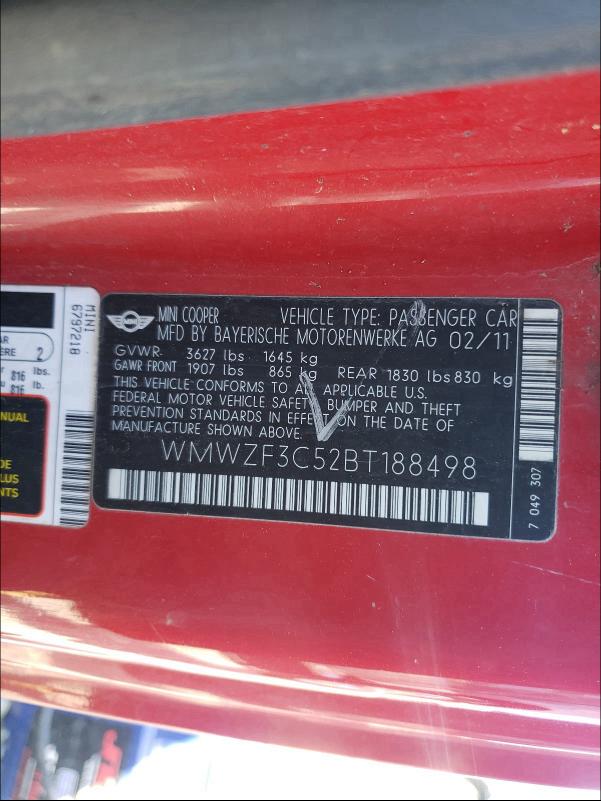 MINI COOPER VEHICLE TYPE: PASSENGER CAR
MFD BY BAYERISCHE MOTORENWERKE AG 02/11
GVWR 3627 lbs 1645 kg
GAWR FRONT 1907 lbs 865 kg REAR 1830 lbs 830 kg
THIS VEHICLE CONFORMS TO ALL APPLICABLE U.S.
FEDERAL MOTOR VEHICLE SAFETY, BUMPER AND THEFT
PREVENTION STANDARDS IN EFFECT ON THE DATE OF
MANUFACTURE SHOWN ABOVE.
WMWZF3C52BT188498
7 049 307
MINI
6797218
2
816 lbs.
816 lb.
ANUAL
PLUS